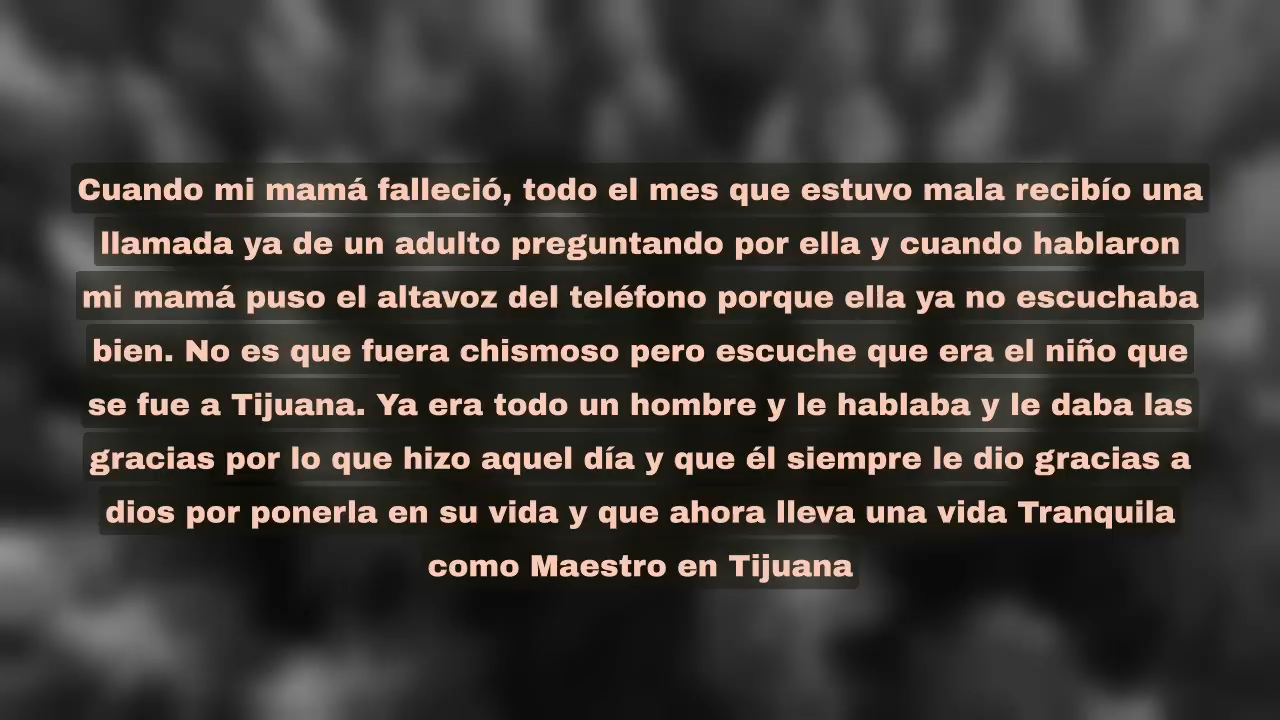 Cuando mi mamá falleció, todo el mes que estuvo mala recibío una
llamada ya de un adulto preguntando por ella y cuando hablaron
mi mamá puso el altavoz del teléfono porque ella ya no escuchaba
bien. No es que fuera chismoso pero escuche que era el niño que
se fue a Tijuana. Ya era todo un hombre y le hablaba y le daba las
gracias por lo que hizo aquel día y que él siempre le dio gracias a
dios por ponerla en su vida y que ahora lleva una vida Tranquila
como Maestro en Tijuana